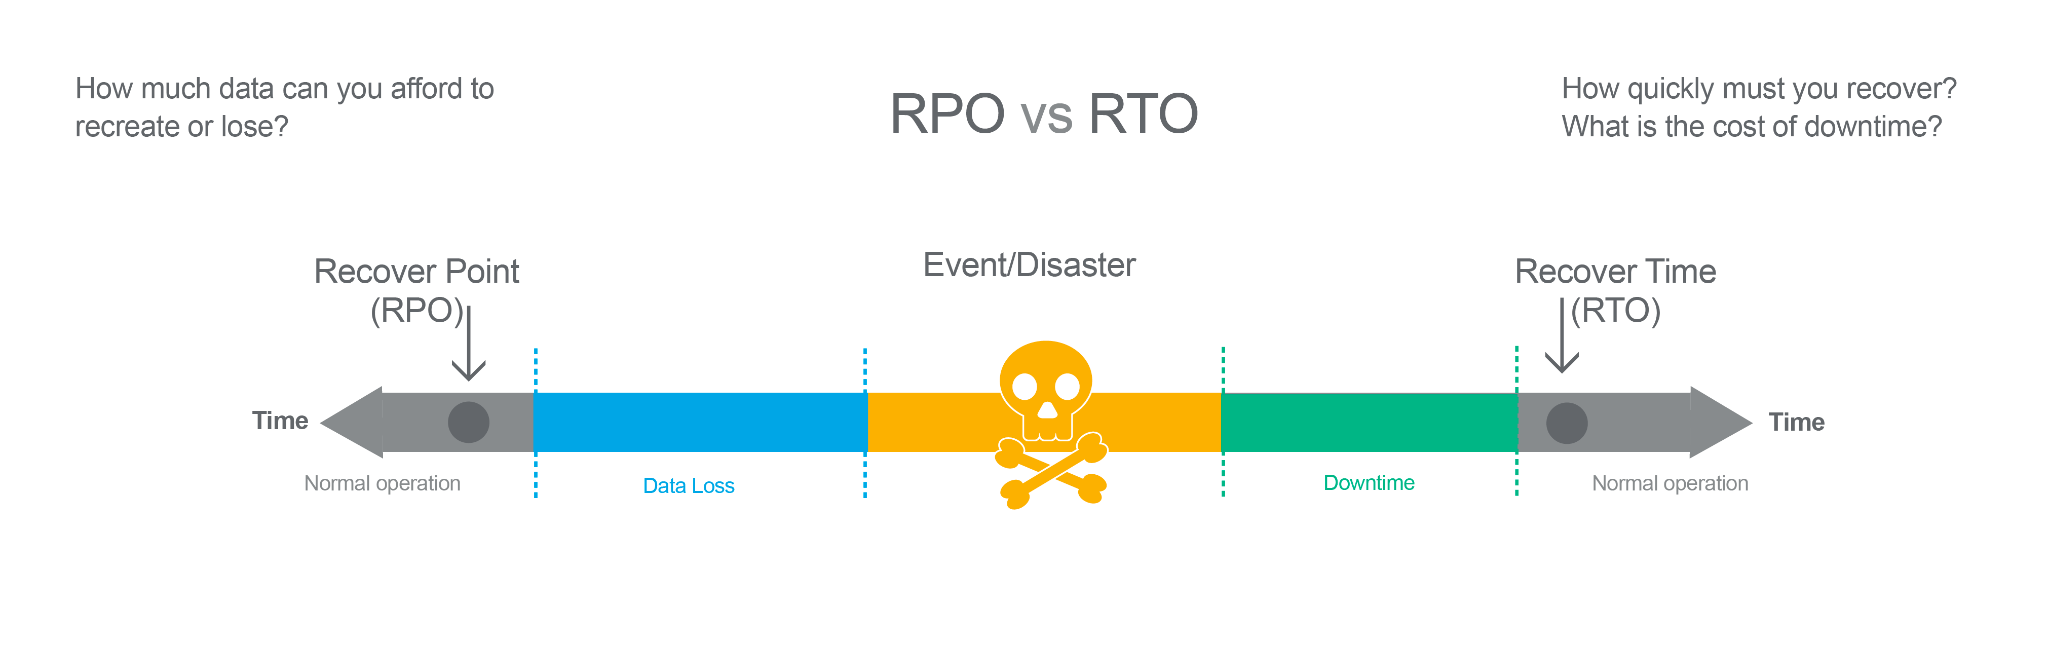 How much data can you afford to
recreate or lose?
RPO vs RTO
How quickly must you recover?
What is the cost of downtime?
Recover Point
(RPO)
Event/Disaster
Recover Time
(RTO)
Time
Time
Normal operation
Data Loss
Downtime
Normal operation